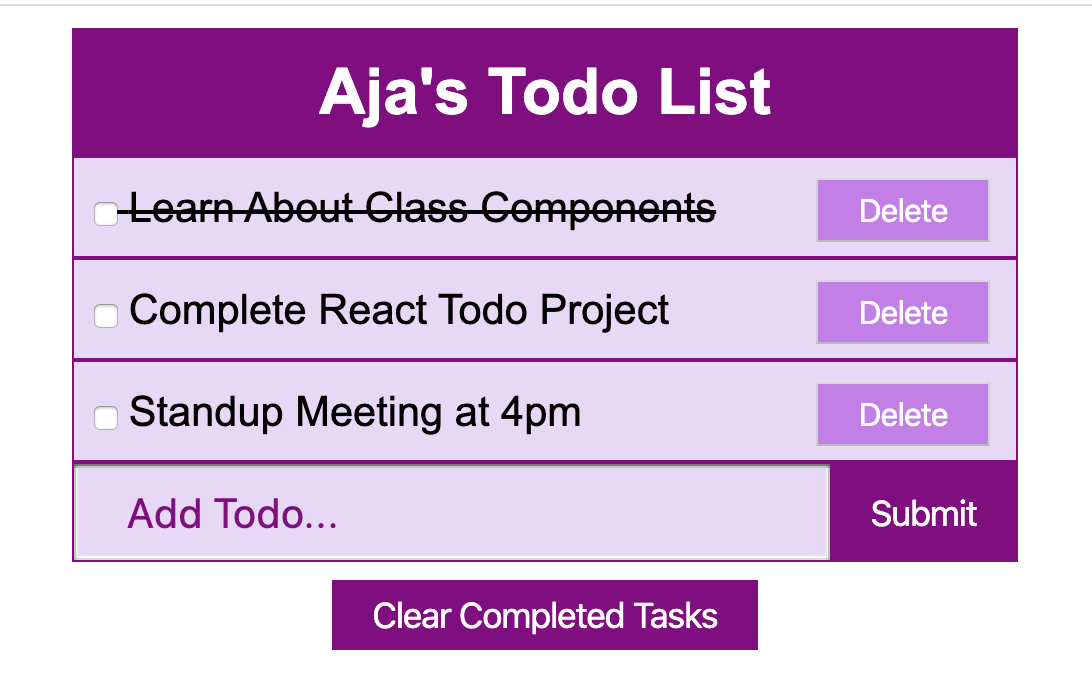 Aja's Todo List
Learn About Class Components Delete
Complete React Todo Project Delete
Standup Meeting at 4pm Delete
Add Todo... Submit
Clear Completed Tasks